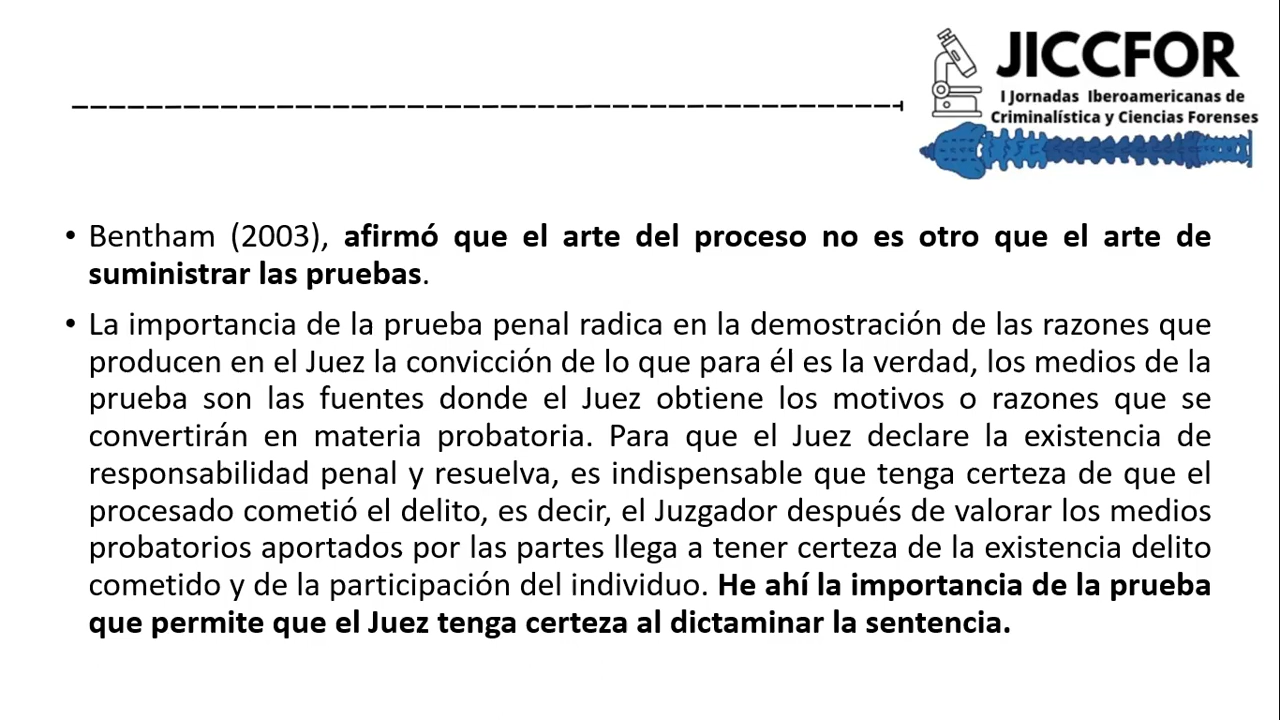 JICCFOR
I Jornadas Iberoamericanas de
Criminalística y Ciencias Forenses
• Bentham (2003), afirmó que el arte del proceso no es otro que el arte de
suministrar las pruebas.
• La importancia de la prueba penal radica en la demostración de las razones que
producen en el Juez la convicción de lo que para él es la verdad, los medios de la
prueba son las fuentes donde el Juez obtiene los motivos o razones que se
convertirán en materia probatoria. Para que el Juez declare la existencia de
responsabilidad penal y resuelva, es indispensable que tenga certeza de que el
procesado cometió el delito, es decir, el Juzgador después de valorar los medios
probatorios aportados por las partes llega a tener certeza de la existencia delito
cometido y de la participación del individuo. He ahí la importancia de la prueba
que permite que el Juez tenga certeza al dictaminar la sentencia.